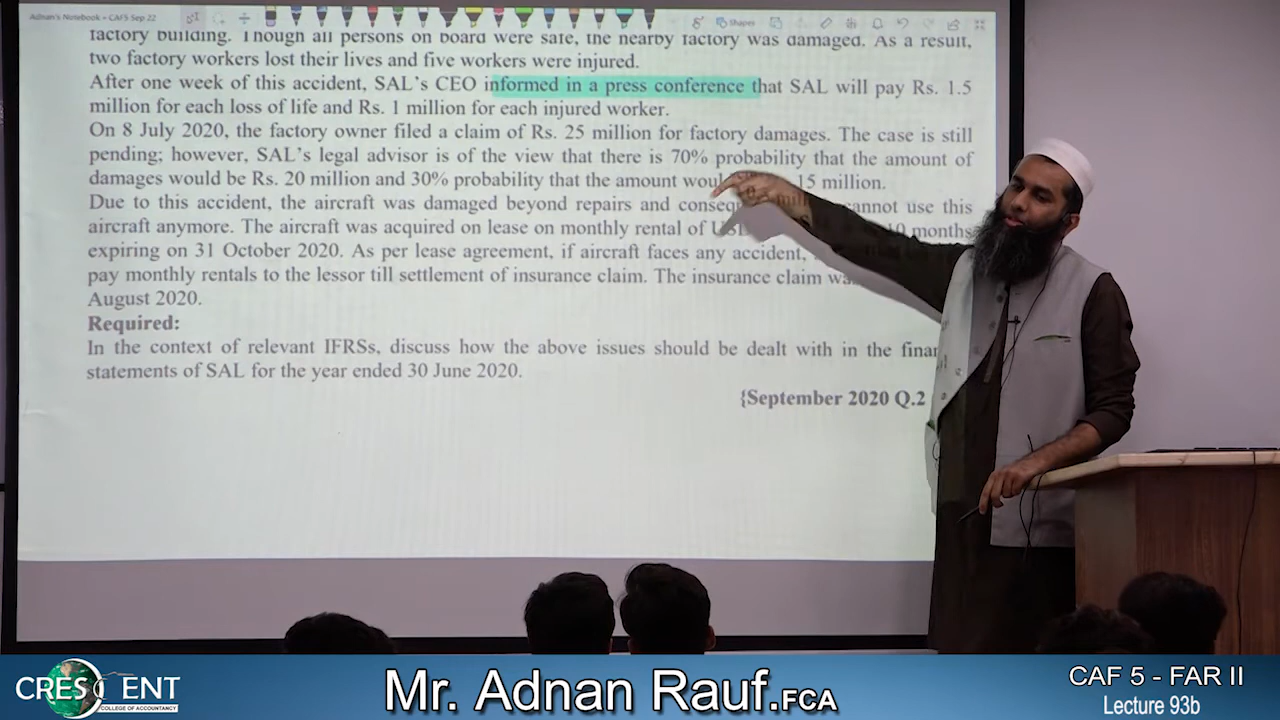 Adnan's Notebook – CAF5 Sep 22
Shapes
factory building. Though all persons on board were safe, the nearby factory was damaged. As a result,
two factory workers lost their lives and five workers were injured.
After one week of this accident, SAL's CEO informed in a press conference that SAL will pay Rs. 1.5
million for each loss of life and Rs. 1 million for each injured worker.
On 8 July 2020, the factory owner filed a claim of Rs. 25 million for factory damages. The case is still
pending; however, SAL's legal advisor is of the view that there is 70% probability that the amount of
damages would be Rs. 20 million and 30% probability that the amount 15 million.
Due to this accident, the aircraft was damaged beyond repairs and cannot use this
aircraft anymore. The aircraft was acquired on lease on monthly rental of months
expiring on 31 October 2020. As per lease agreement, if aircraft faces any accident,
pay monthly rentals to the lessor till settlement of insurance claim. The insurance claim
August 2020.
Required:
In the context of relevant IFRSs, discuss how the above issues should be dealt with in the
statements of SAL for the year ended 30 June 2020.
{September 2020 Q.2
CRESCENT
COLLEGE OF ACCOUNTANCY
Mr. Adnan Rauf.FCA
CAF 5 - FAR II
Lecture 93b